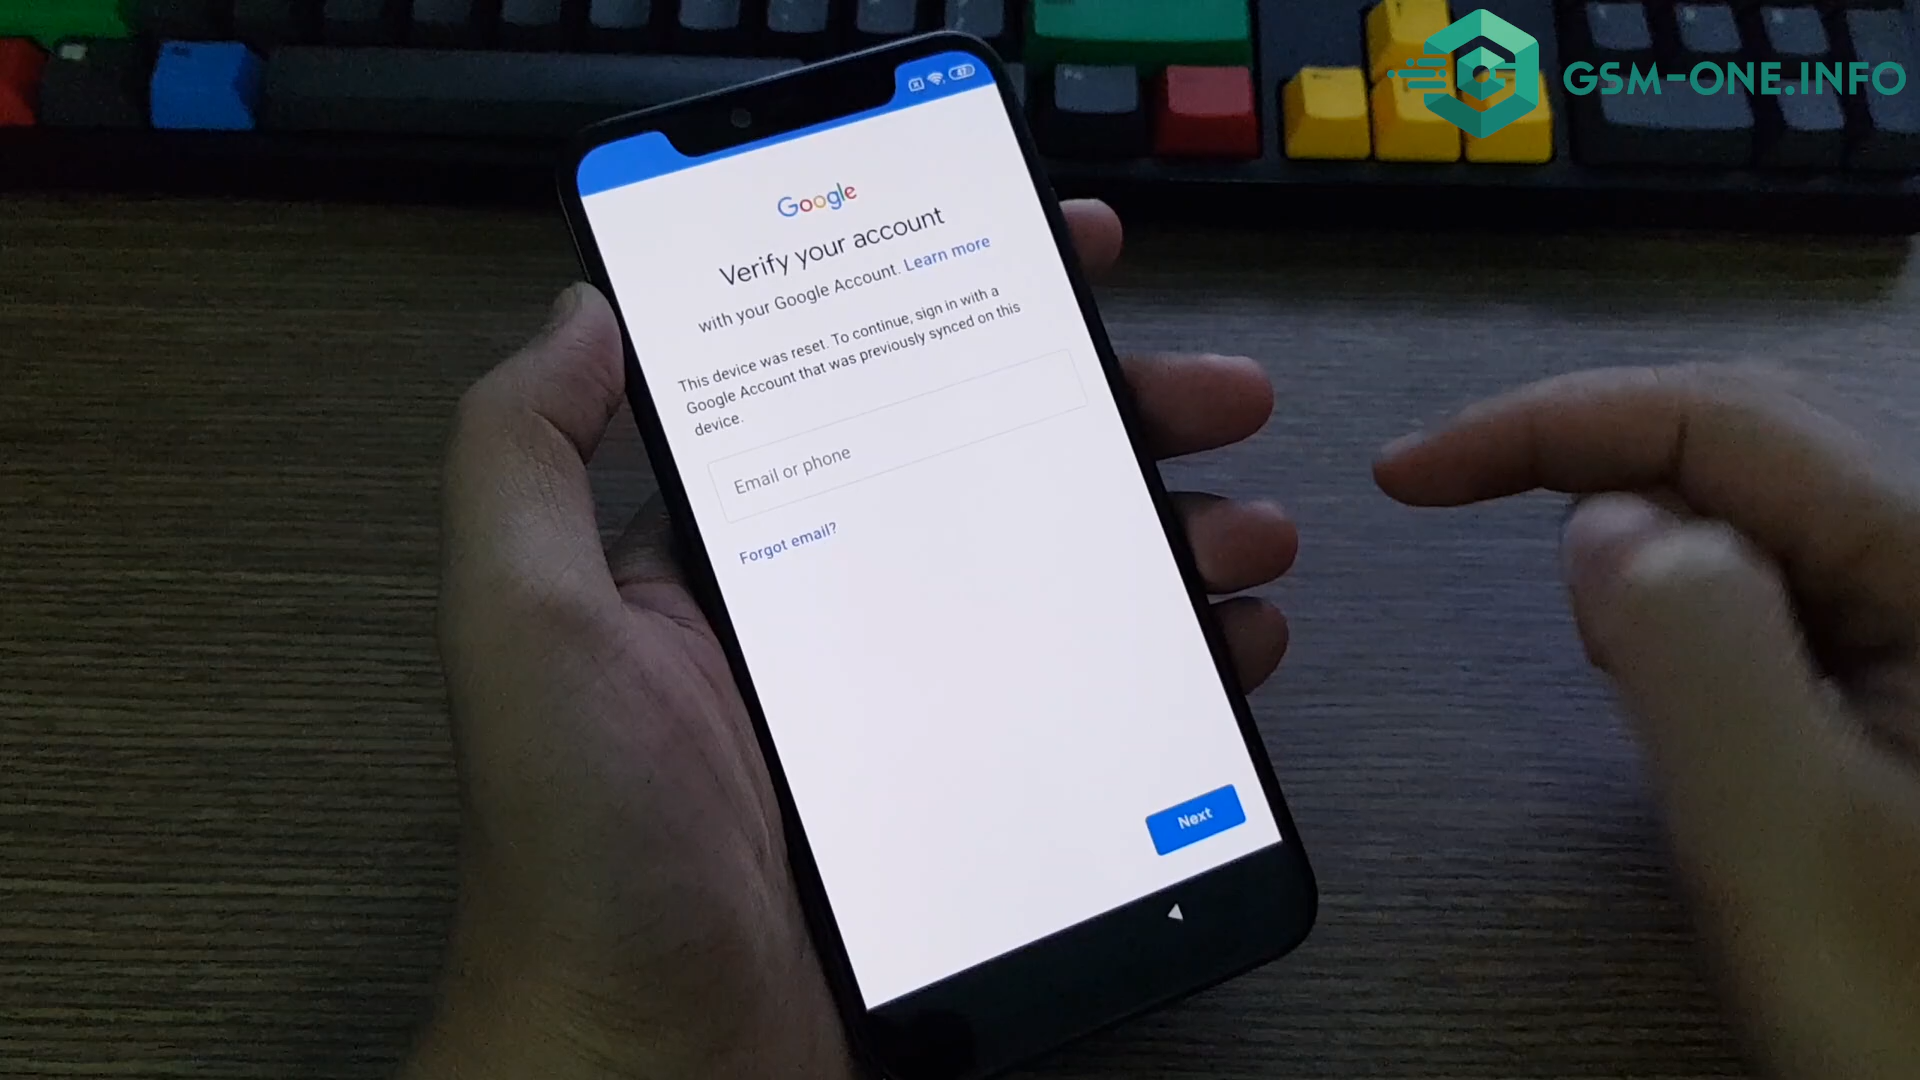 GSM-ONE.INFO
47
Google
Verify your account
with your Google Account. Learn more
This device was reset. To continue, sign in with a
Google Account that was previously synced on this
device.
Email or phone
Forgot email?
Next